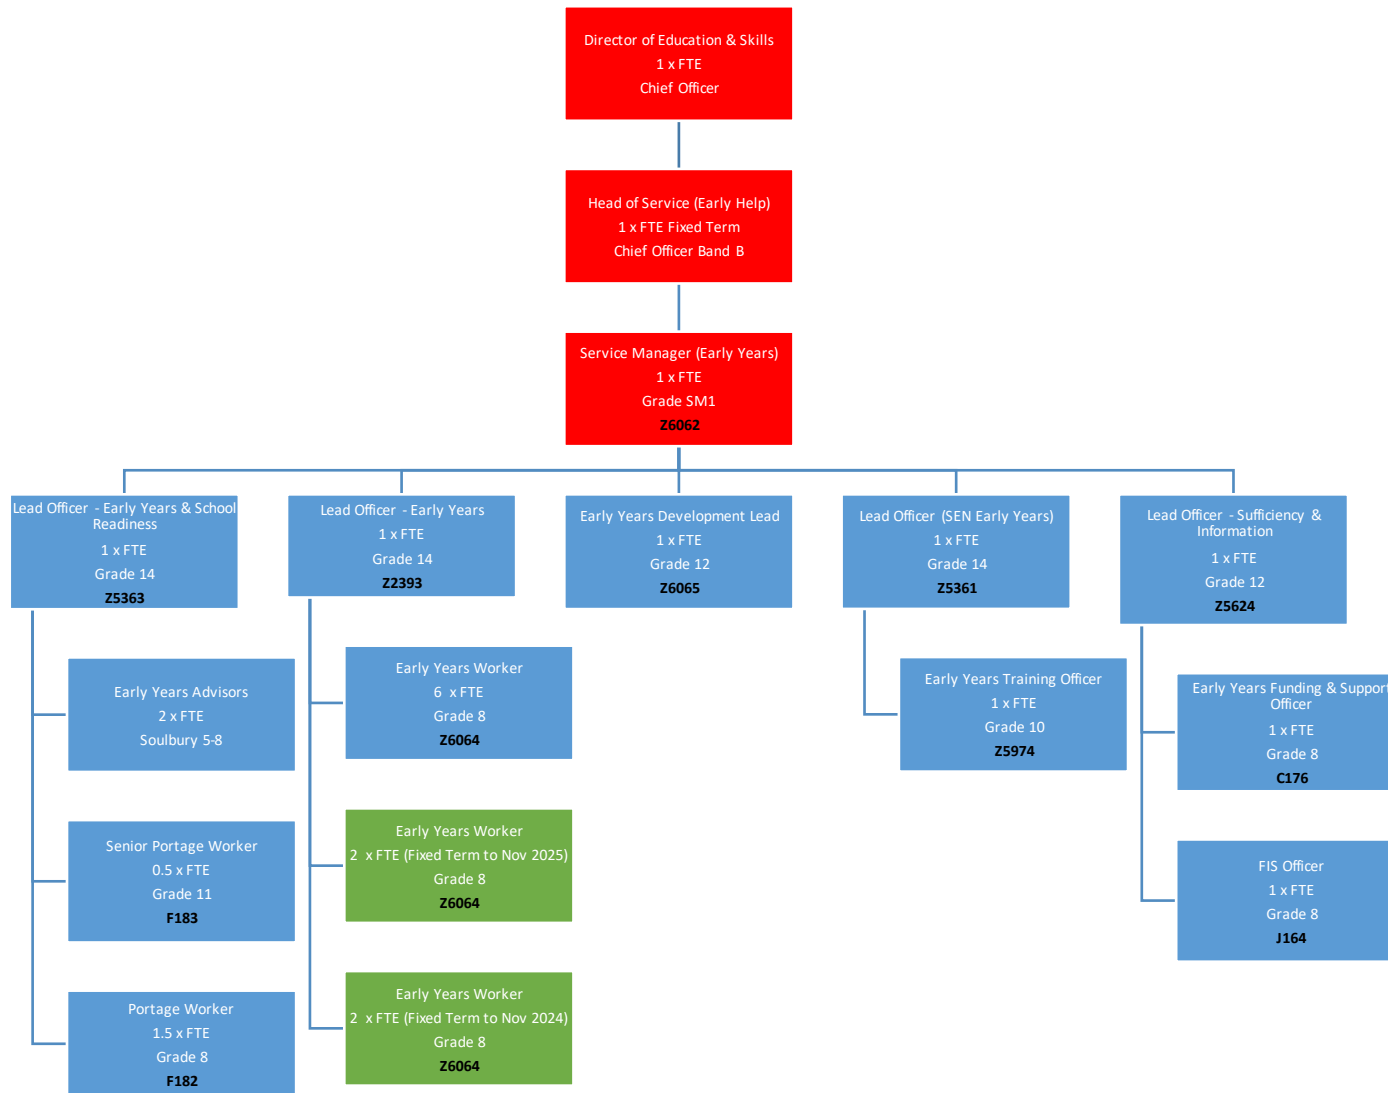 Director of Education & Skills
1 x FTE
Chief Officer
Head of Service (Early Help)
1 x FTE Fixed Term
Chief Officer Band B
Service Manager (Early Years)
1 x FTE
Grade SM1
Z6062
Lead Officer - Early Years & School
Readiness
1 x FTE
Grade 14
Z5363
Lead Officer - Early Years
1 x FTE
Grade 14
Z2393
Early Years Development Lead
1 x FTE
Grade 12
Z6065
Lead Officer (SEN Early Years)
1 x FTE
Grade 14
Z5361
Lead Officer - Sufficiency &
Information
1 x FTE
Grade 12
Z5624
Early Years Advisors
2 x FTE
Soulbury 5-8
Senior Portage Worker
0.5 x FTE
Grade 11
F183
Portage Worker
1.5 x FTE
Grade 8
F182
Early Years Worker
6 x FTE
Grade 8
Z6064
Early Years Worker
2 x FTE (Fixed Term to Nov 2025)
Grade 8
Z6064
Early Years Worker
2 x FTE (Fixed Term to Nov 2024)
Grade 8
Z6064
Early Years Training Officer
1 x FTE
Grade 10
Z5974
Early Years Funding & Support
Officer
1 x FTE
Grade 8
C176
FIS Officer
1 x FTE
Grade 8
J164